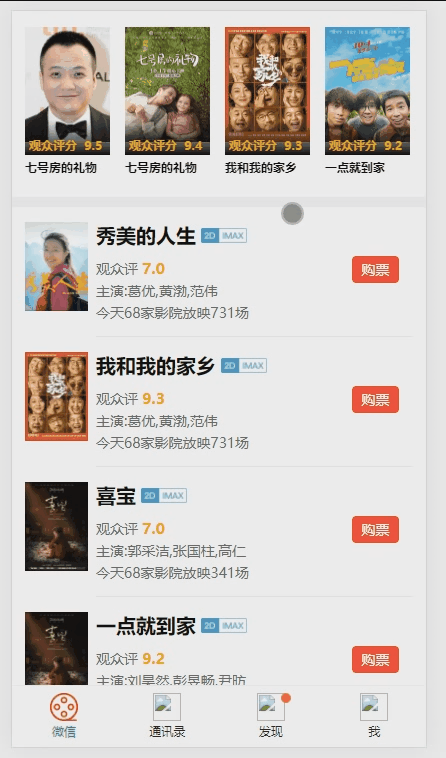 七号房的礼物
观众评分 9.5
观众评分 9.4
我和我的家乡
观众评分 9.3
观众评分 9.2
七号房的礼物
七号房的礼物
我和我的家乡
一点就到家
秀美的人生 2D IMAX
观众评 7.0
购票
主演:葛优,黄渤,范伟
今天68家影院放映731场
我和我的家乡 2D IMAX
观众评 9.3
购票
主演:葛优,黄渤,范伟
今天68家影院放映731场
喜宝 2D IMAX
观众评 7.0
购票
主演:郭采洁,张国柱,高仁
今天68家影院放映341场
一点就到家 2D IMAX
观众评 9.2
购票
主演:刘昊然,彭昱畅,尹昉
微信
通讯录
发现
我